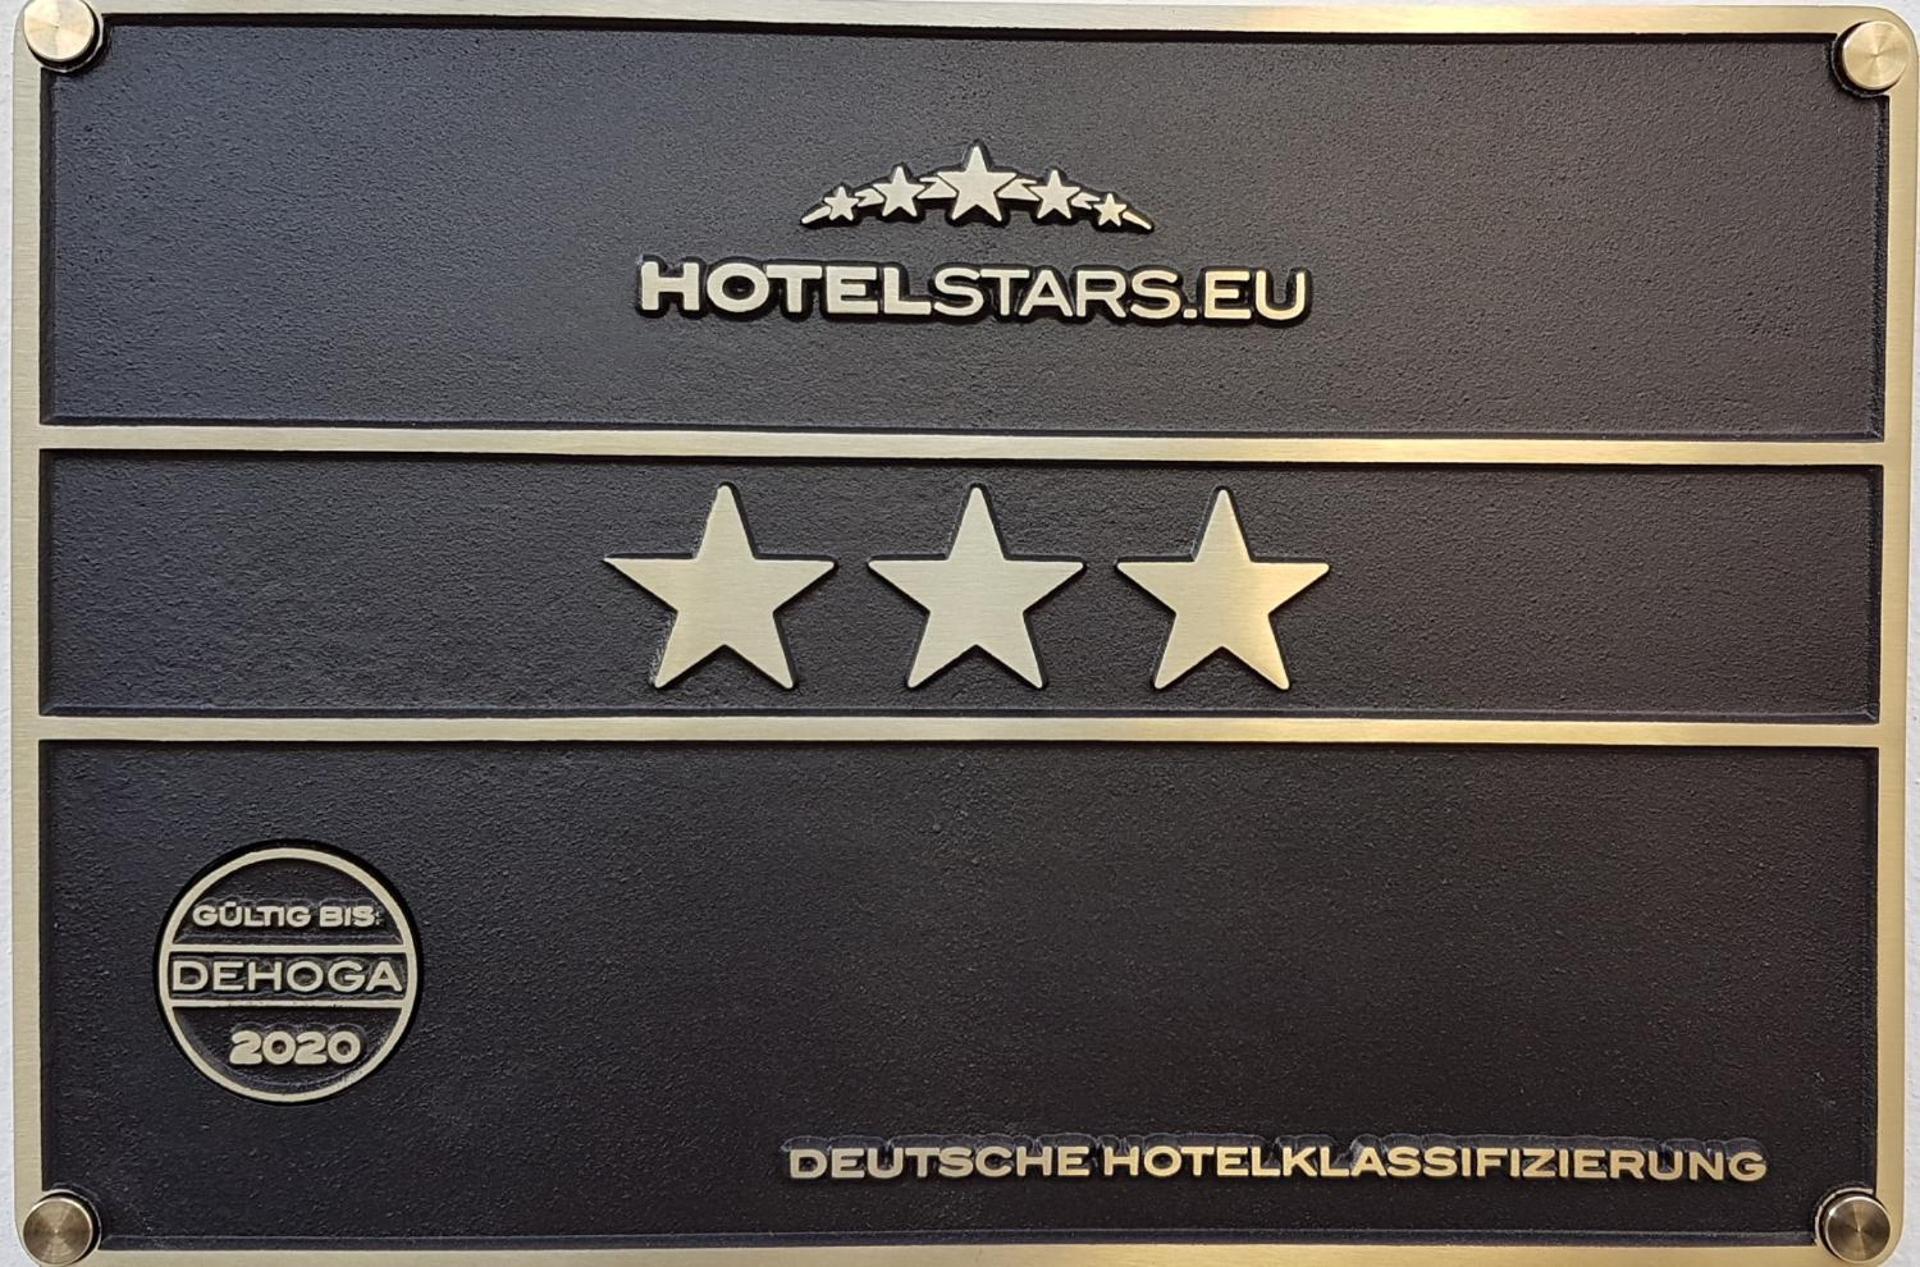 HOTELSTARS.EU
GÜLTIG BIS:
DEHOGA
2020
DEUTSCHE HOTELKLASSIFIZIERUNG